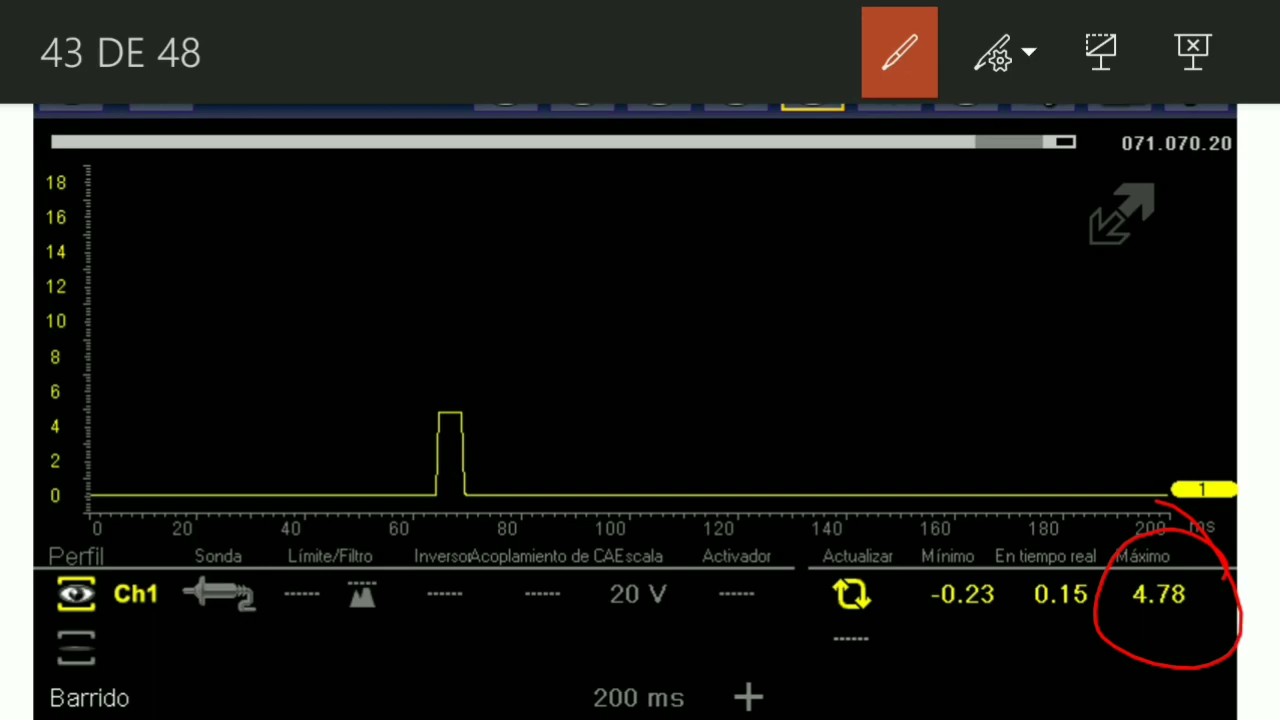 43 DE 48
071.070.20
18
16
14
12
10
8
6
4
2
0
1
0 20 40 60 80 100 120 140 160 180 200 ms
Perfil Sonda Límite/Filtro Inversor Acoplamiento de CA Escala Activador Actualizar Mínimo En tiempo real Máximo
Ch1 ------ ------ ------ 20 V ------ -0.23 0.15 4.78
------
Barrido 200 ms +